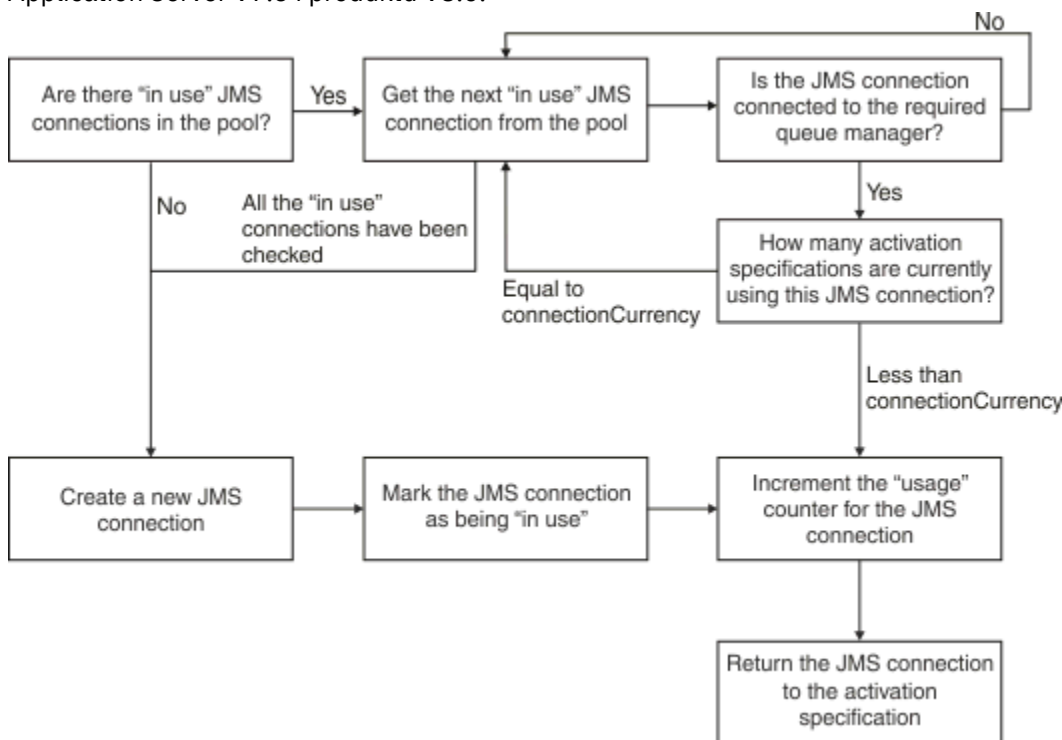 Application Server V7.0 i produktu V8.0.
No
Are there “in use” JMS
connections in the pool?
Yes
Get the next “in use” JMS
connection from the pool
Is the JMS connection
connected to the required
queue manager?
No
All the “in use”
connections have been
checked
Yes
How many activation
specifications are currently
using this JMS connection?
Equal to
connectionCurrency
Less than
connectionCurrency
Create a new JMS
connection
Mark the JMS connection
as being “in use”
Increment the “usage”
counter for the JMS
connection
Return the JMS connection
to the activation
specification